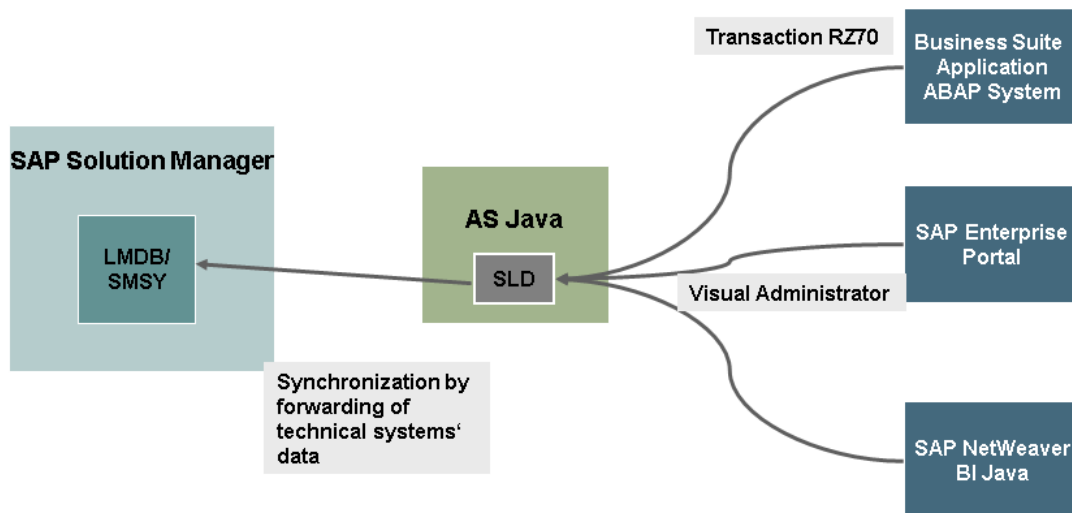 Transaction RZ70
Business Suite
Application
ABAP System
SAP Solution Manager
LMDB/
SMSY
AS Java
SLD
SAP Enterprise
Portal
Visual Administrator
Synchronization by
forwarding of
technical systems‘
data
SAP NetWeaver
BI Java